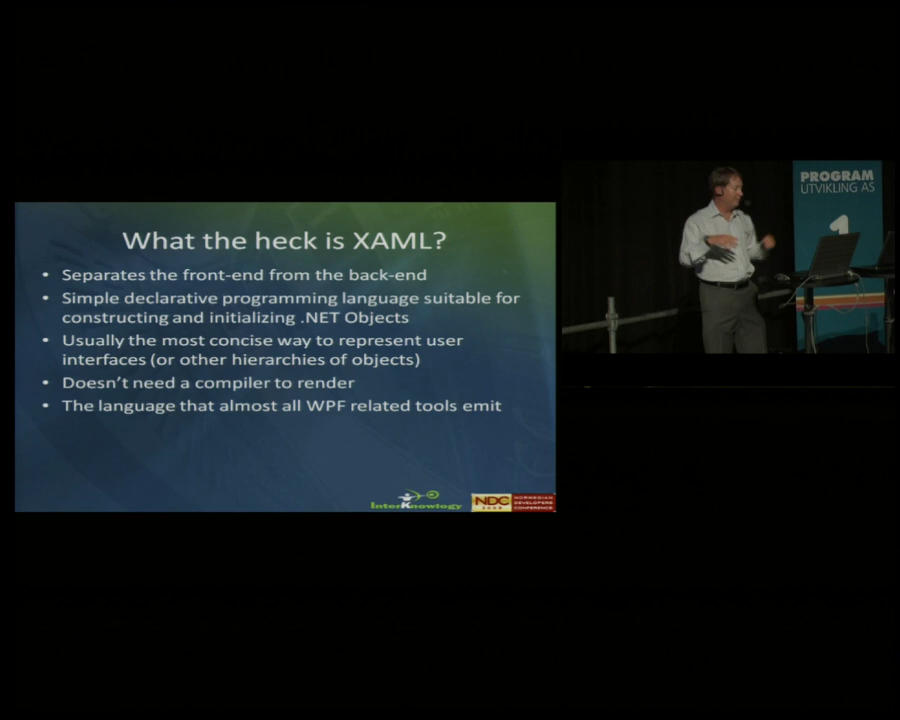 What the heck is XAML?
• Separates the front-end from the back-end
• Simple declarative programming language suitable for
constructing and initializing .NET Objects
• Usually the most concise way to represent user
interfaces (or other hierarchies of objects)
• Doesn't need a compiler to render
• The language that almost all WPF related tools emit
InterKnowlogy
NDC
2009
NORWEGIAN
DEVELOPERS
CONFERENCE
PROGRAM
UTVIKLING AS
1